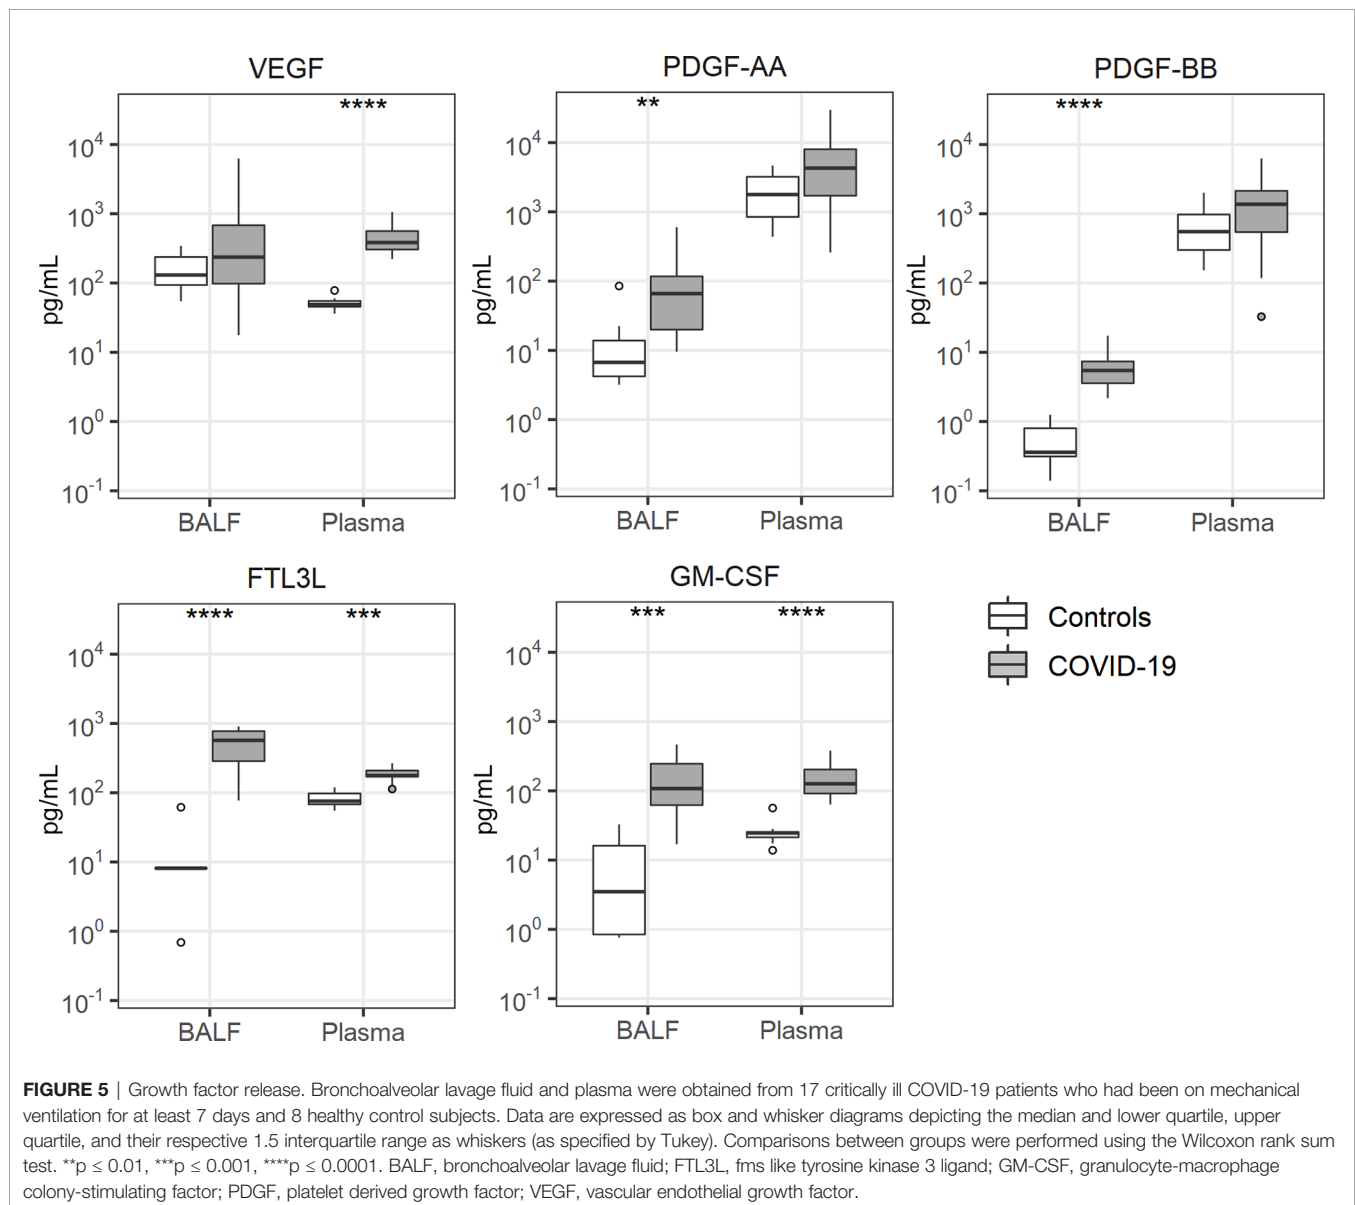 VEGF
PDGF-AA
PDGF-BB
****
**
****
pg/mL
10^4
10^3
10^2
10^1
10^0
10^-1
BALF
Plasma
pg/mL
10^4
10^3
10^2
10^1
10^0
10^-1
BALF
Plasma
pg/mL
10^4
10^3
10^2
10^1
10^0
10^-1
BALF
Plasma
FTL3L
GM-CSF
****
***
***
****
pg/mL
10^4
10^3
10^2
10^1
10^0
10^-1
BALF
Plasma
pg/mL
10^4
10^3
10^2
10^1
10^0
10^-1
BALF
Plasma
Controls
COVID-19
FIGURE 5 | Growth factor release. Bronchoalveolar lavage fluid and plasma were obtained from 17 critically ill COVID-19 patients who had been on mechanical
ventilation for at least 7 days and 8 healthy control subjects. Data are expressed as box and whisker diagrams depicting the median and lower quartile, upper
quartile, and their respective 1.5 interquartile range as whiskers (as specified by Tukey). Comparisons between groups were performed using the Wilcoxon rank sum
test. **p ≤ 0.01, ***p ≤ 0.001, ****p ≤ 0.0001. BALF, bronchoalveolar lavage fluid; FTL3L, fms like tyrosine kinase 3 ligand; GM-CSF, granulocyte-macrophage
colony-stimulating factor; PDGF, platelet derived growth factor; VEGF, vascular endothelial growth factor.